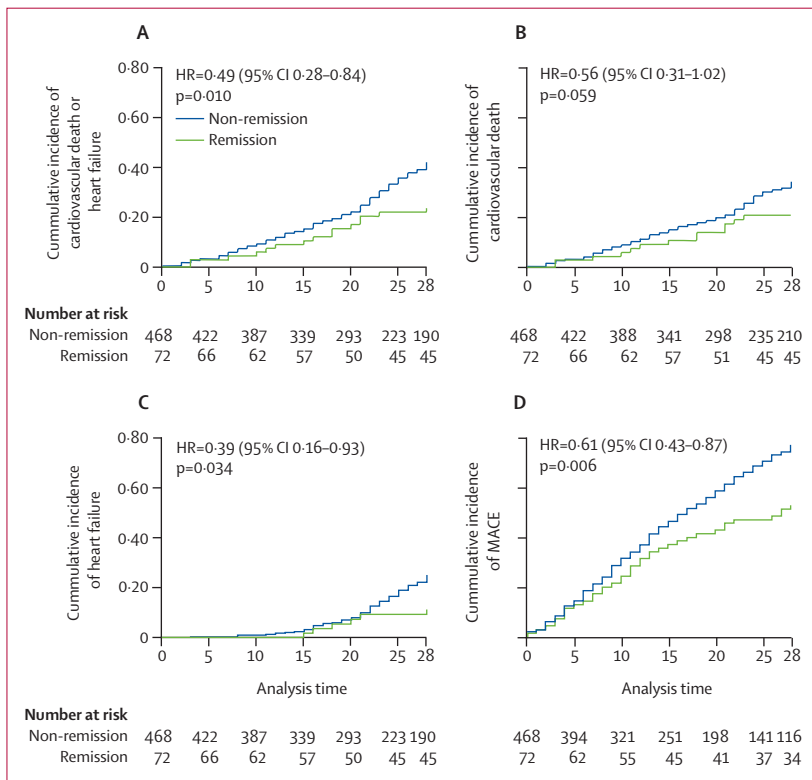 A
HR=0·49 (95% CI 0·28–0·84)
p=0·010
Non-remission
Remission
Cummulative incidence of
cardiovascular death or
heart failure
0·80
0·60
0·40
0·20
0
0 5 10 15 20 25 28
Number at risk
Non-remission 468 422 387 339 293 223 190
Remission 72 66 62 57 50 45 45
B
HR=0·56 (95% CI 0·31–1·02)
p=0·059
Cummulative incidence of
cardiovascular death
0 5 10 15 20 25 28
468 422 388 341 298 235 210
72 66 62 57 51 45 45
C
HR=0·39 (95% CI 0·16–0·93)
p=0·034
Cummulative incidence
of heart failure
0·80
0·60
0·40
0·20
0
0 5 10 15 20 25 28
Analysis time
Number at risk
Non-remission 468 422 387 339 293 223 190
Remission 72 66 62 57 50 45 45
D
HR=0·61 (95% CI 0·43–0·87)
p=0·006
Cummulative incidence
of MACE
0 5 10 15 20 25 28
Analysis time
468 394 321 251 198 141 116
72 62 55 45 41 37 34